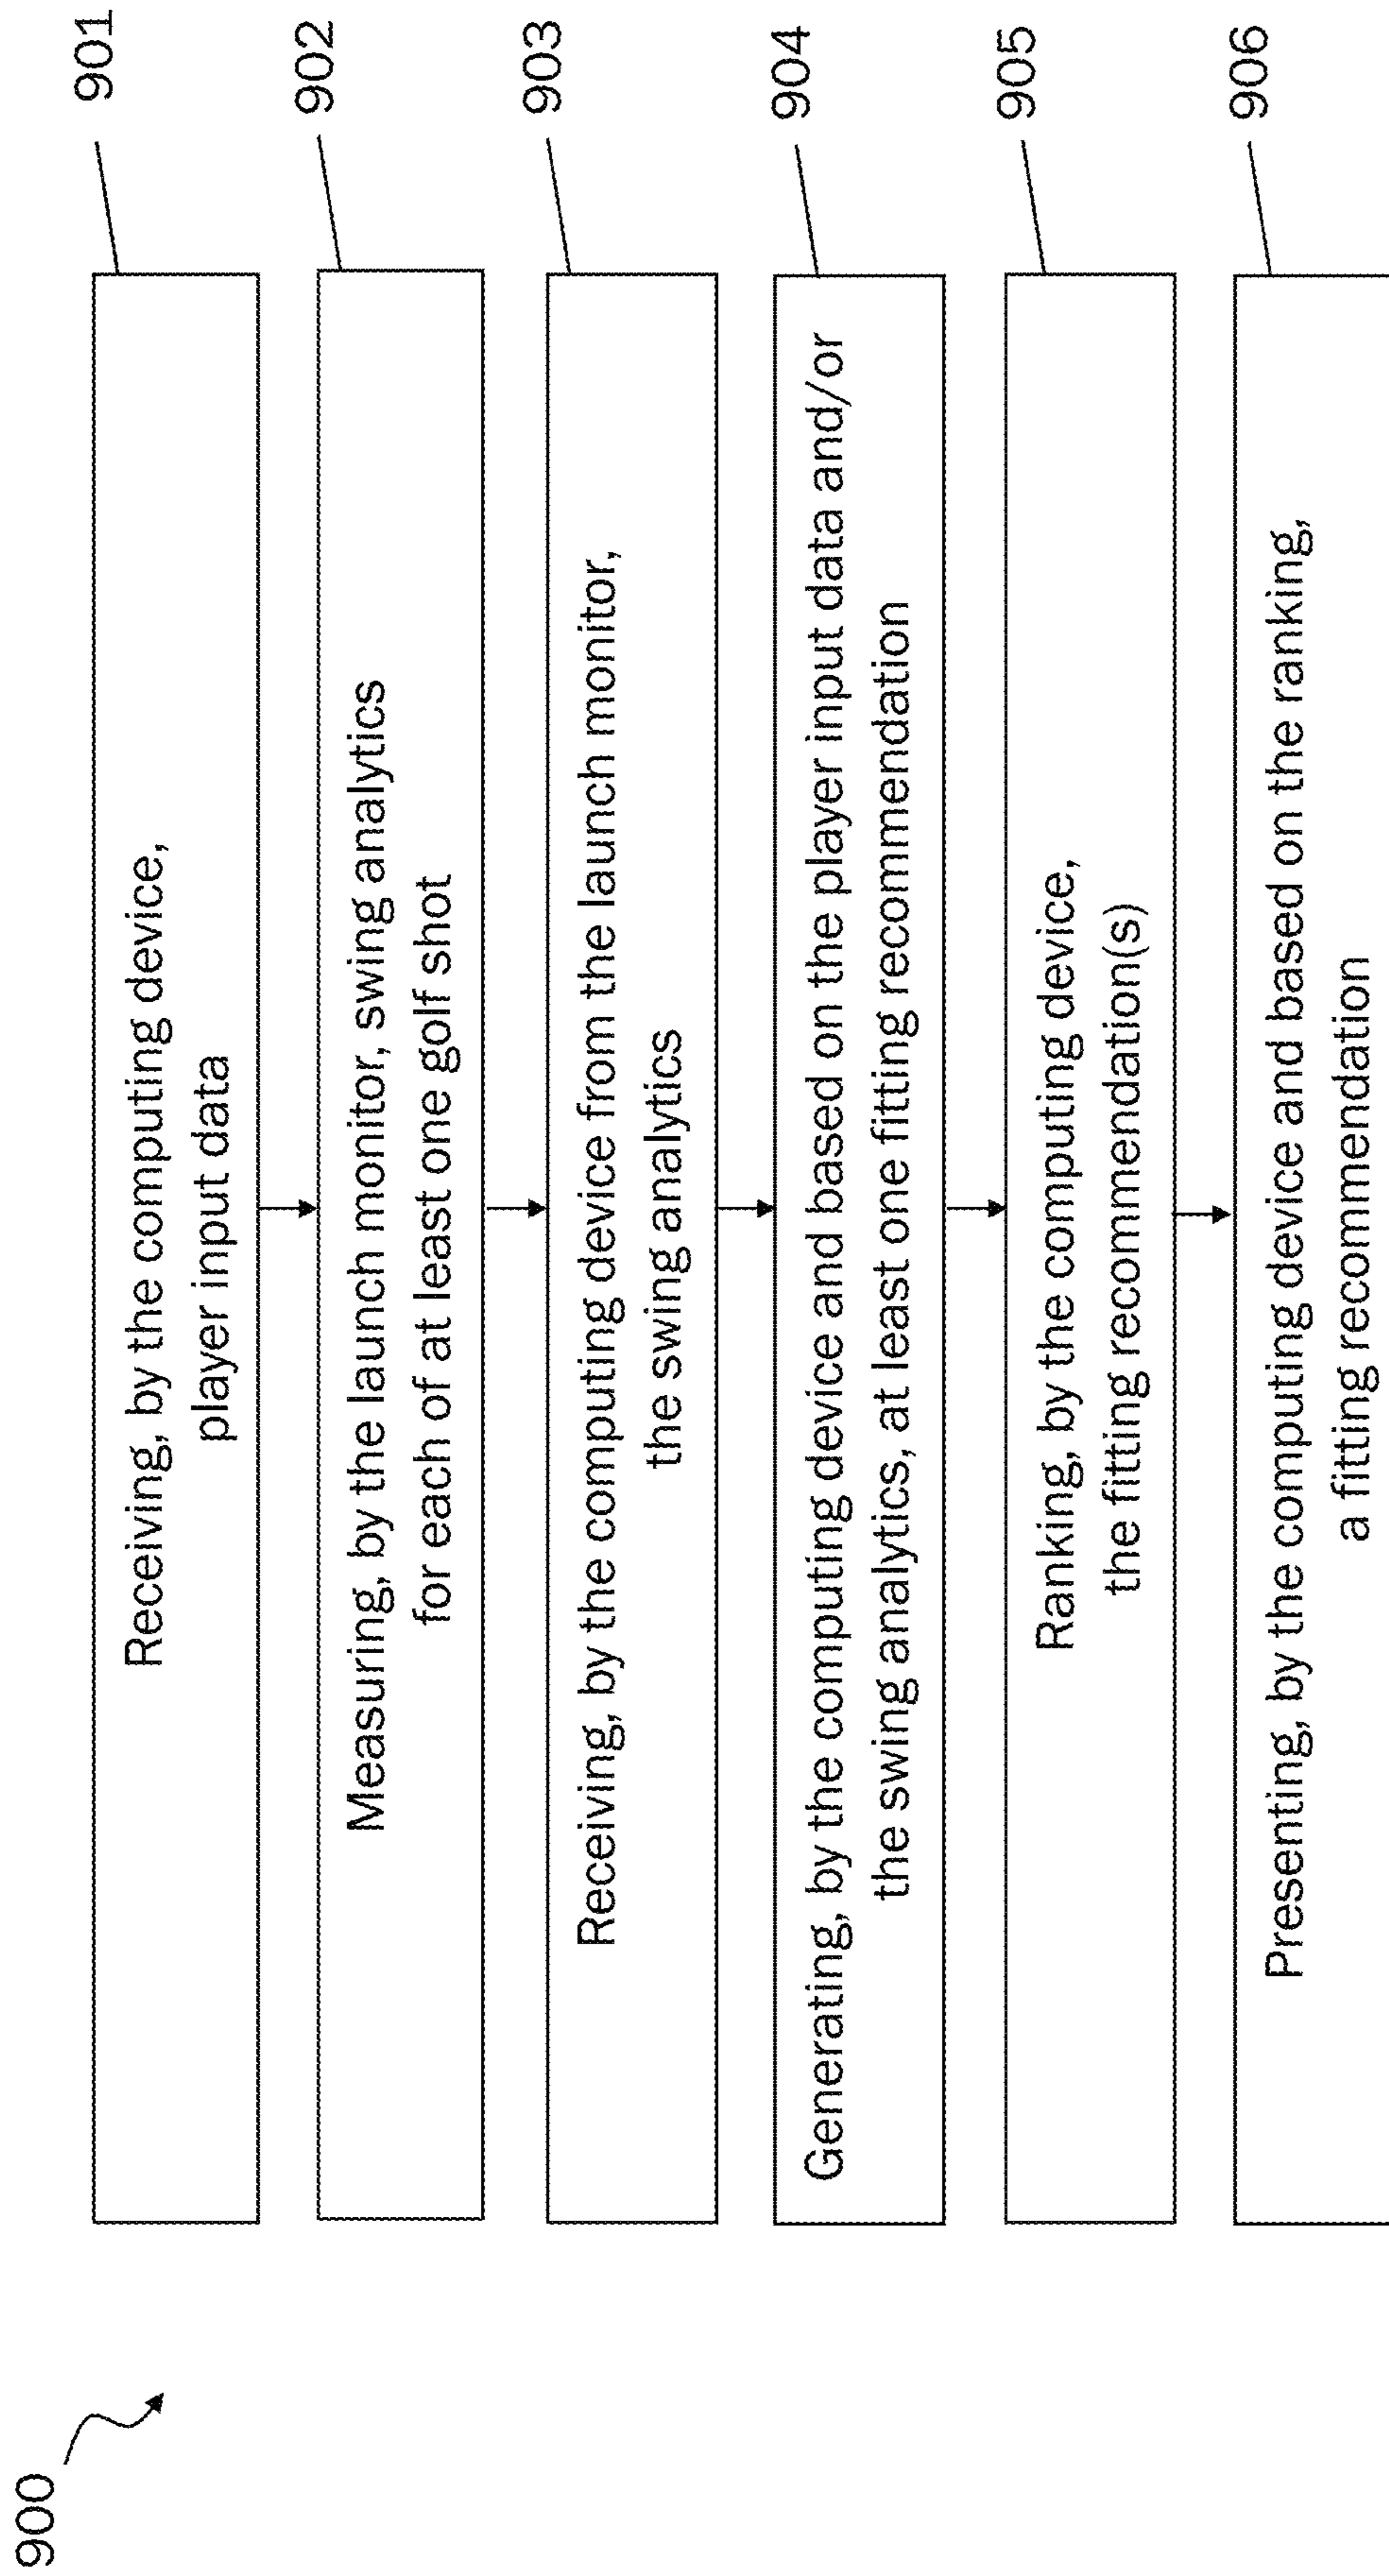 900
901
Receiving, by the computing device,
player input data
902
Measuring, by the launch monitor, swing analytics
for each of at least one golf shot
903
Receiving, by the computing device from the launch monitor,
the swing analytics
904
Generating, by the computing device and based on the player input data and/or
the swing analytics, at least one fitting recommendation
905
Ranking, by the computing device,
the fitting recommendation(s)
906
Presenting, by the computing device and based on the ranking,
a fitting recommendation